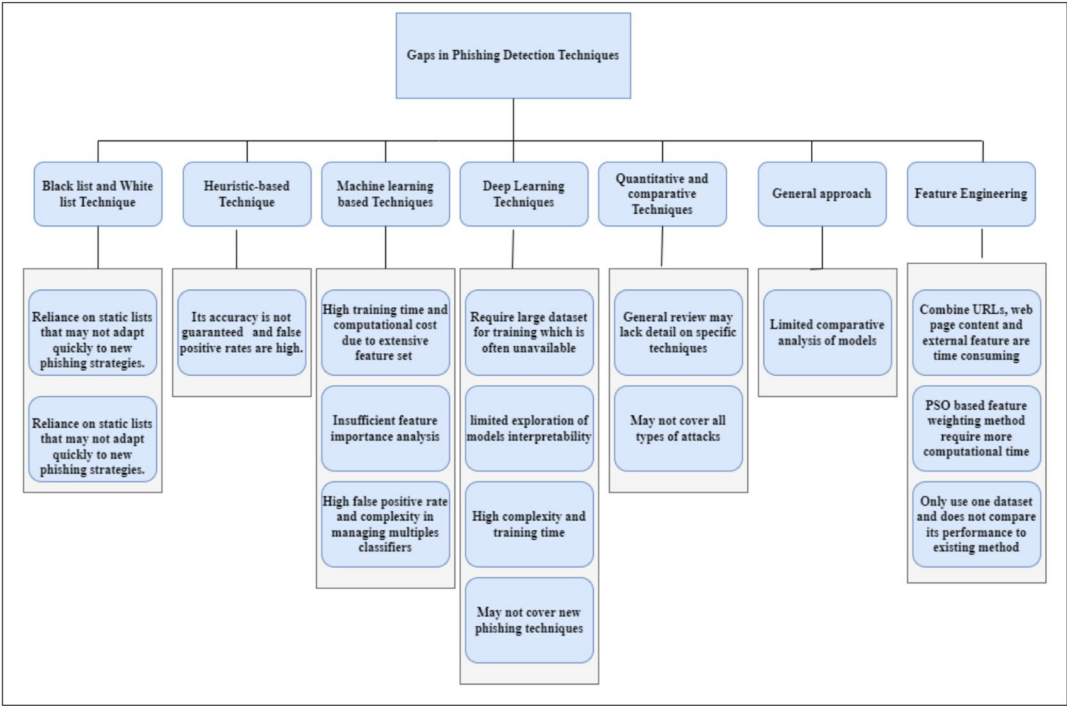 Gaps in Phishing Detection Techniques
Black list and White
list Technique
Heuristic-based
Technique
Machine learning
based Techniques
Deep Learning
Techniques
Quantitative and
comparative
Techniques
General approach
Feature Engineering
Reliance on static lists
that may not adapt
quickly to new
phishing strategies.
Reliance on static lists
that may not adapt
quickly to new
phishing strategies.
Its accuracy is not
guaranteed and false
positive rates are high.
High training time and
computational cost
due to extensive
feature set
Insufficient feature
importance analysis
High false positive rate
and complexity in
managing multiples
classifiers
Require large dataset
for training which is
often unavailable
limited exploration of
models interpretability
High complexity and
training time
May not cover new
phishing techniques
General review may
lack detail on specific
techniques
May not cover all
types of attacks
Limited comparative
analysis of models
Combine URLs, web
page content and
external feature are
time consuming
PSO based feature
weighting method
require more
computational time
Only use one dataset
and does not compare
its performance to
existing method